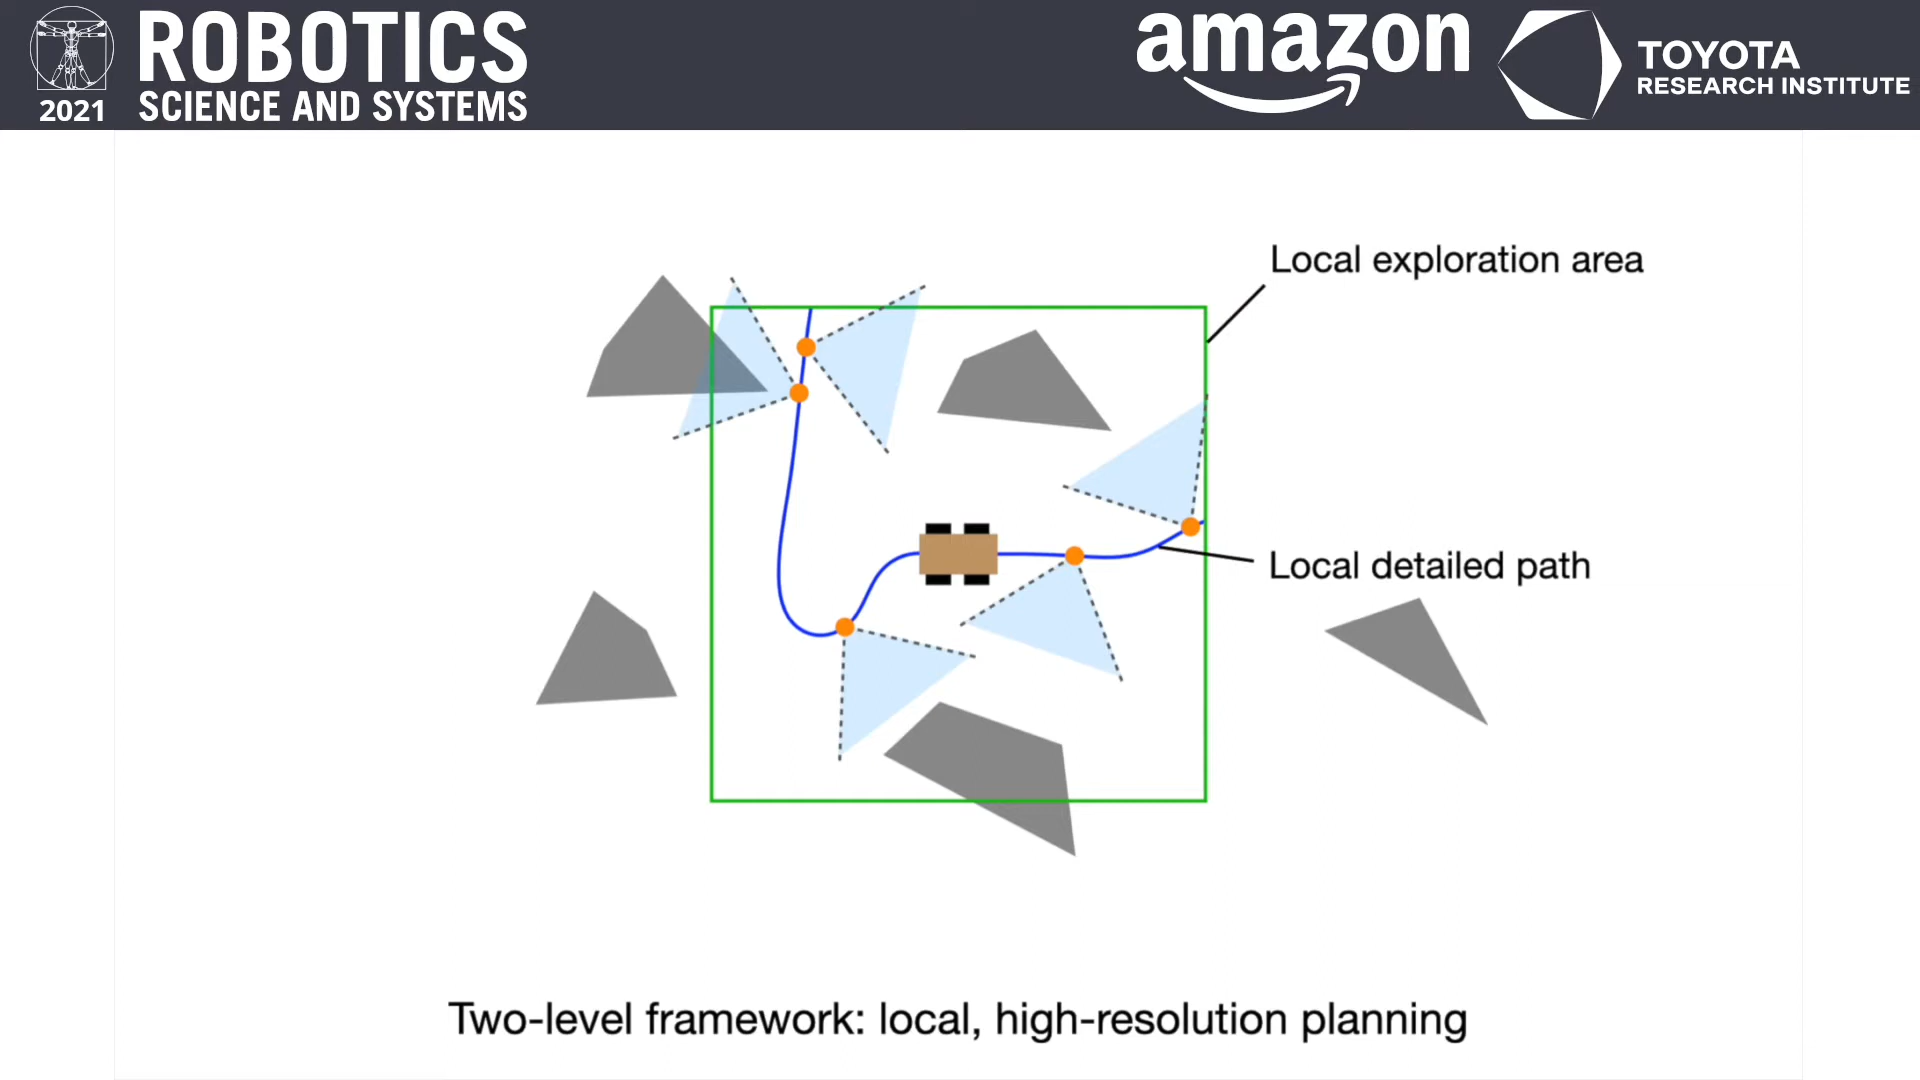 ROBOTICS
SCIENCE AND SYSTEMS
2021
amazon
TOYOTA
RESEARCH INSTITUTE
Local exploration area
Local detailed path
Two-level framework: local, high-resolution planning